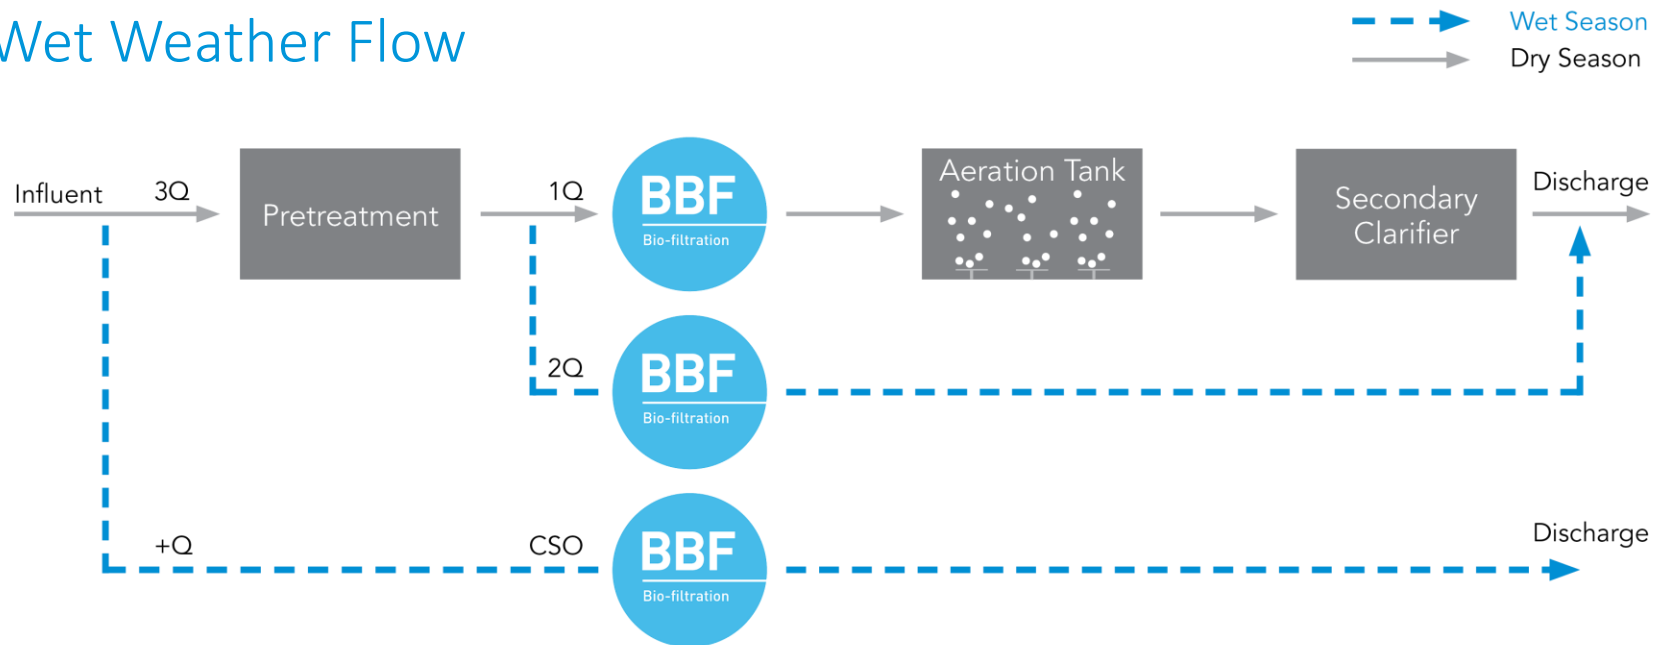 Wet Weather Flow
Wet Season
Dry Season
Influent
3Q
Pretreatment
1Q
BBF
Bio-filtration
Aeration Tank
Secondary
Clarifier
Discharge
2Q
BBF
Bio-filtration
+Q
CSO
BBF
Bio-filtration
Discharge